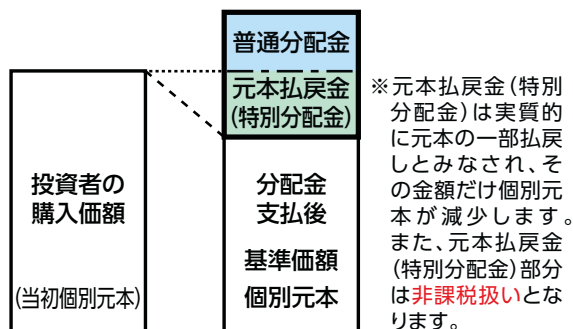 普通分配金
元本払戻金
(特別分配金)
投資者の
購入価額
(当初個別元本)
分配金
支払後
基準価額
個別元本
※元本払戻金(特別
分配金)は実質的
に元本の一部払戻
しとみなされ、そ
の金額だけ個別元
本が減少します。
また、元本払戻金
(特別分配金)部分
は非課税扱いとな
ります。